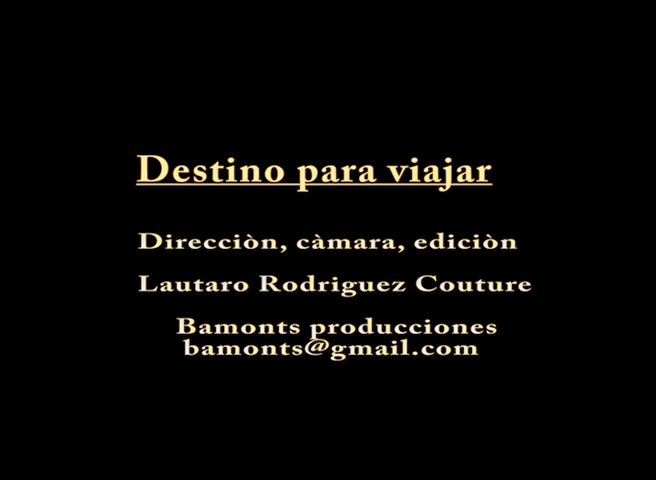 Destino para viajar
Direcciòn, càmara, ediciòn
Lautaro Rodriguez Couture
Bamonts producciones
bamonts@gmail.com